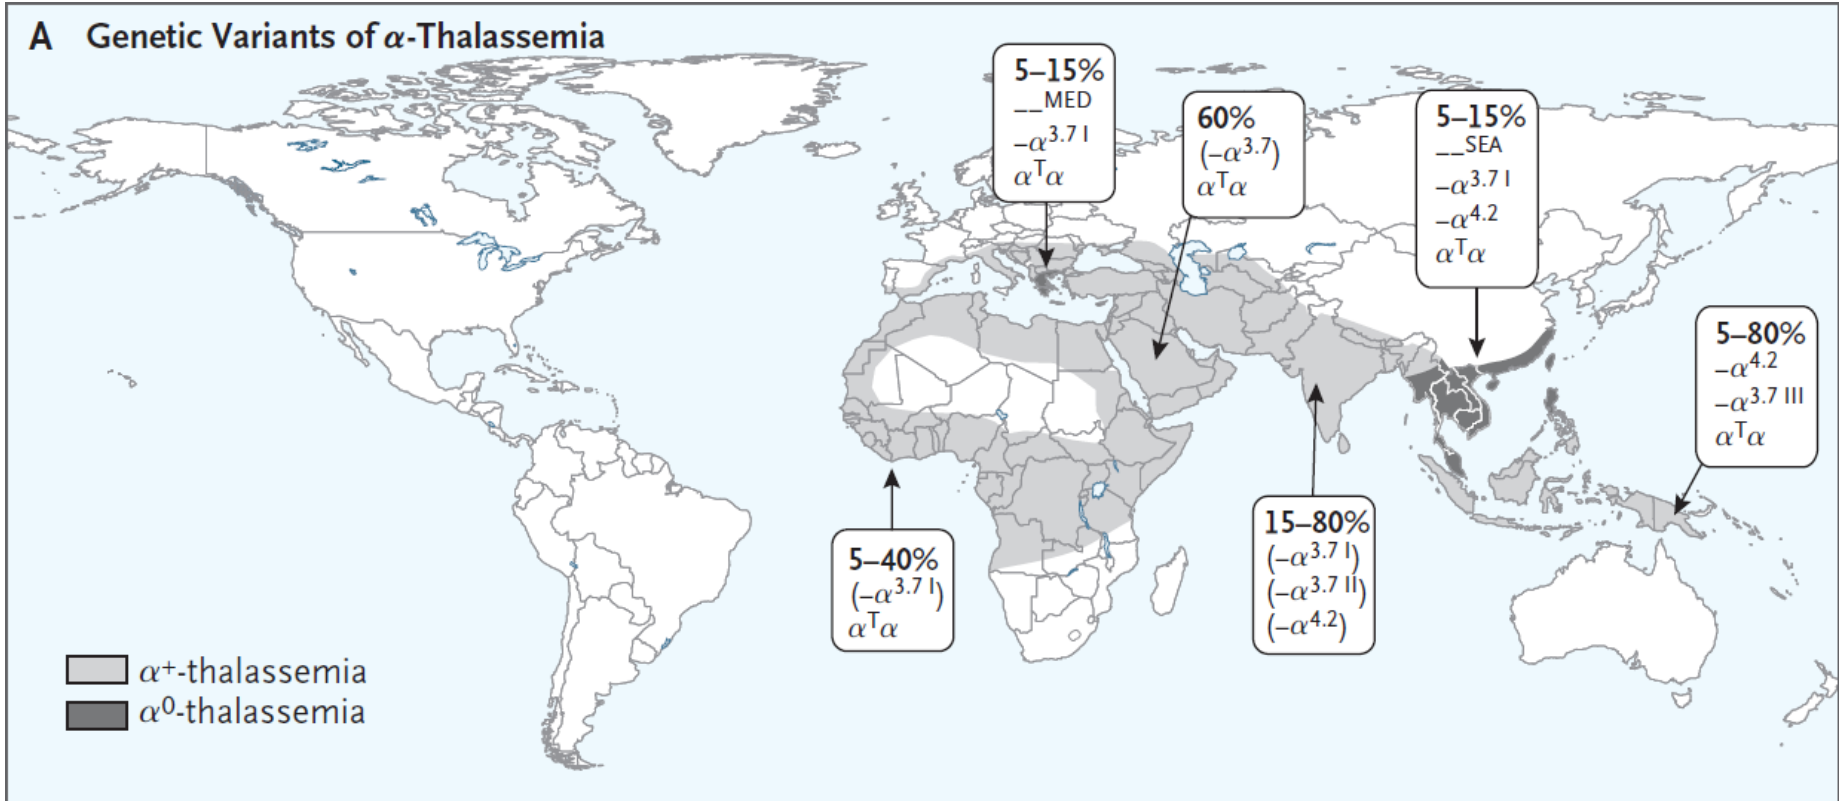 A Genetic Variants of α-Thalassemia
5–15%
__MED
–α3.7 I
αTα
60%
(–α3.7)
αTα
5–15%
__SEA
–α3.7 I
–α4.2
αTα
5–80%
–α4.2
–α3.7 III
αTα
5–40%
(–α3.7 I)
αTα
15–80%
(–α3.7 I)
(–α3.7 II)
(–α4.2)
α+-thalassemia
α0-thalassemia